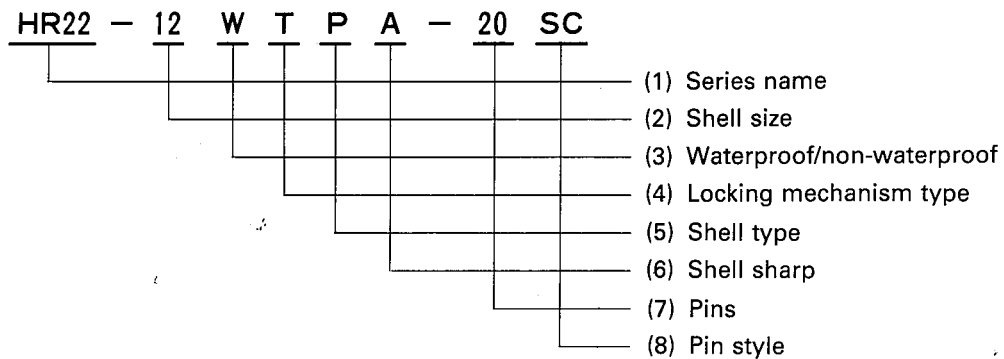 HR22 - 12 W T P A - 20 SC
(1) Series name
(2) Shell size
(3) Waterproof/non-waterproof
(4) Locking mechanism type
(5) Shell type
(6) Shell sharp
(7) Pins
(8) Pin style